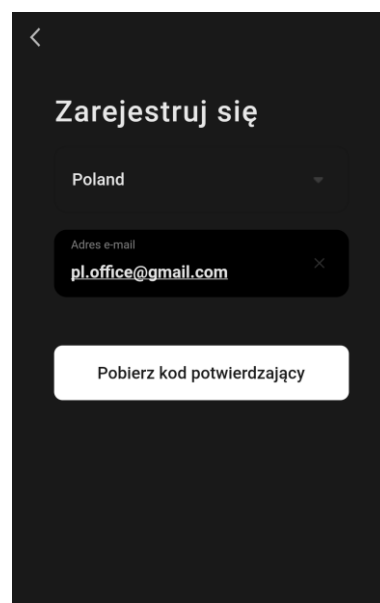 Zarejestruj się
Poland
Adres e-mail
pl.office@gmail.com
Pobierz kod potwierdzający